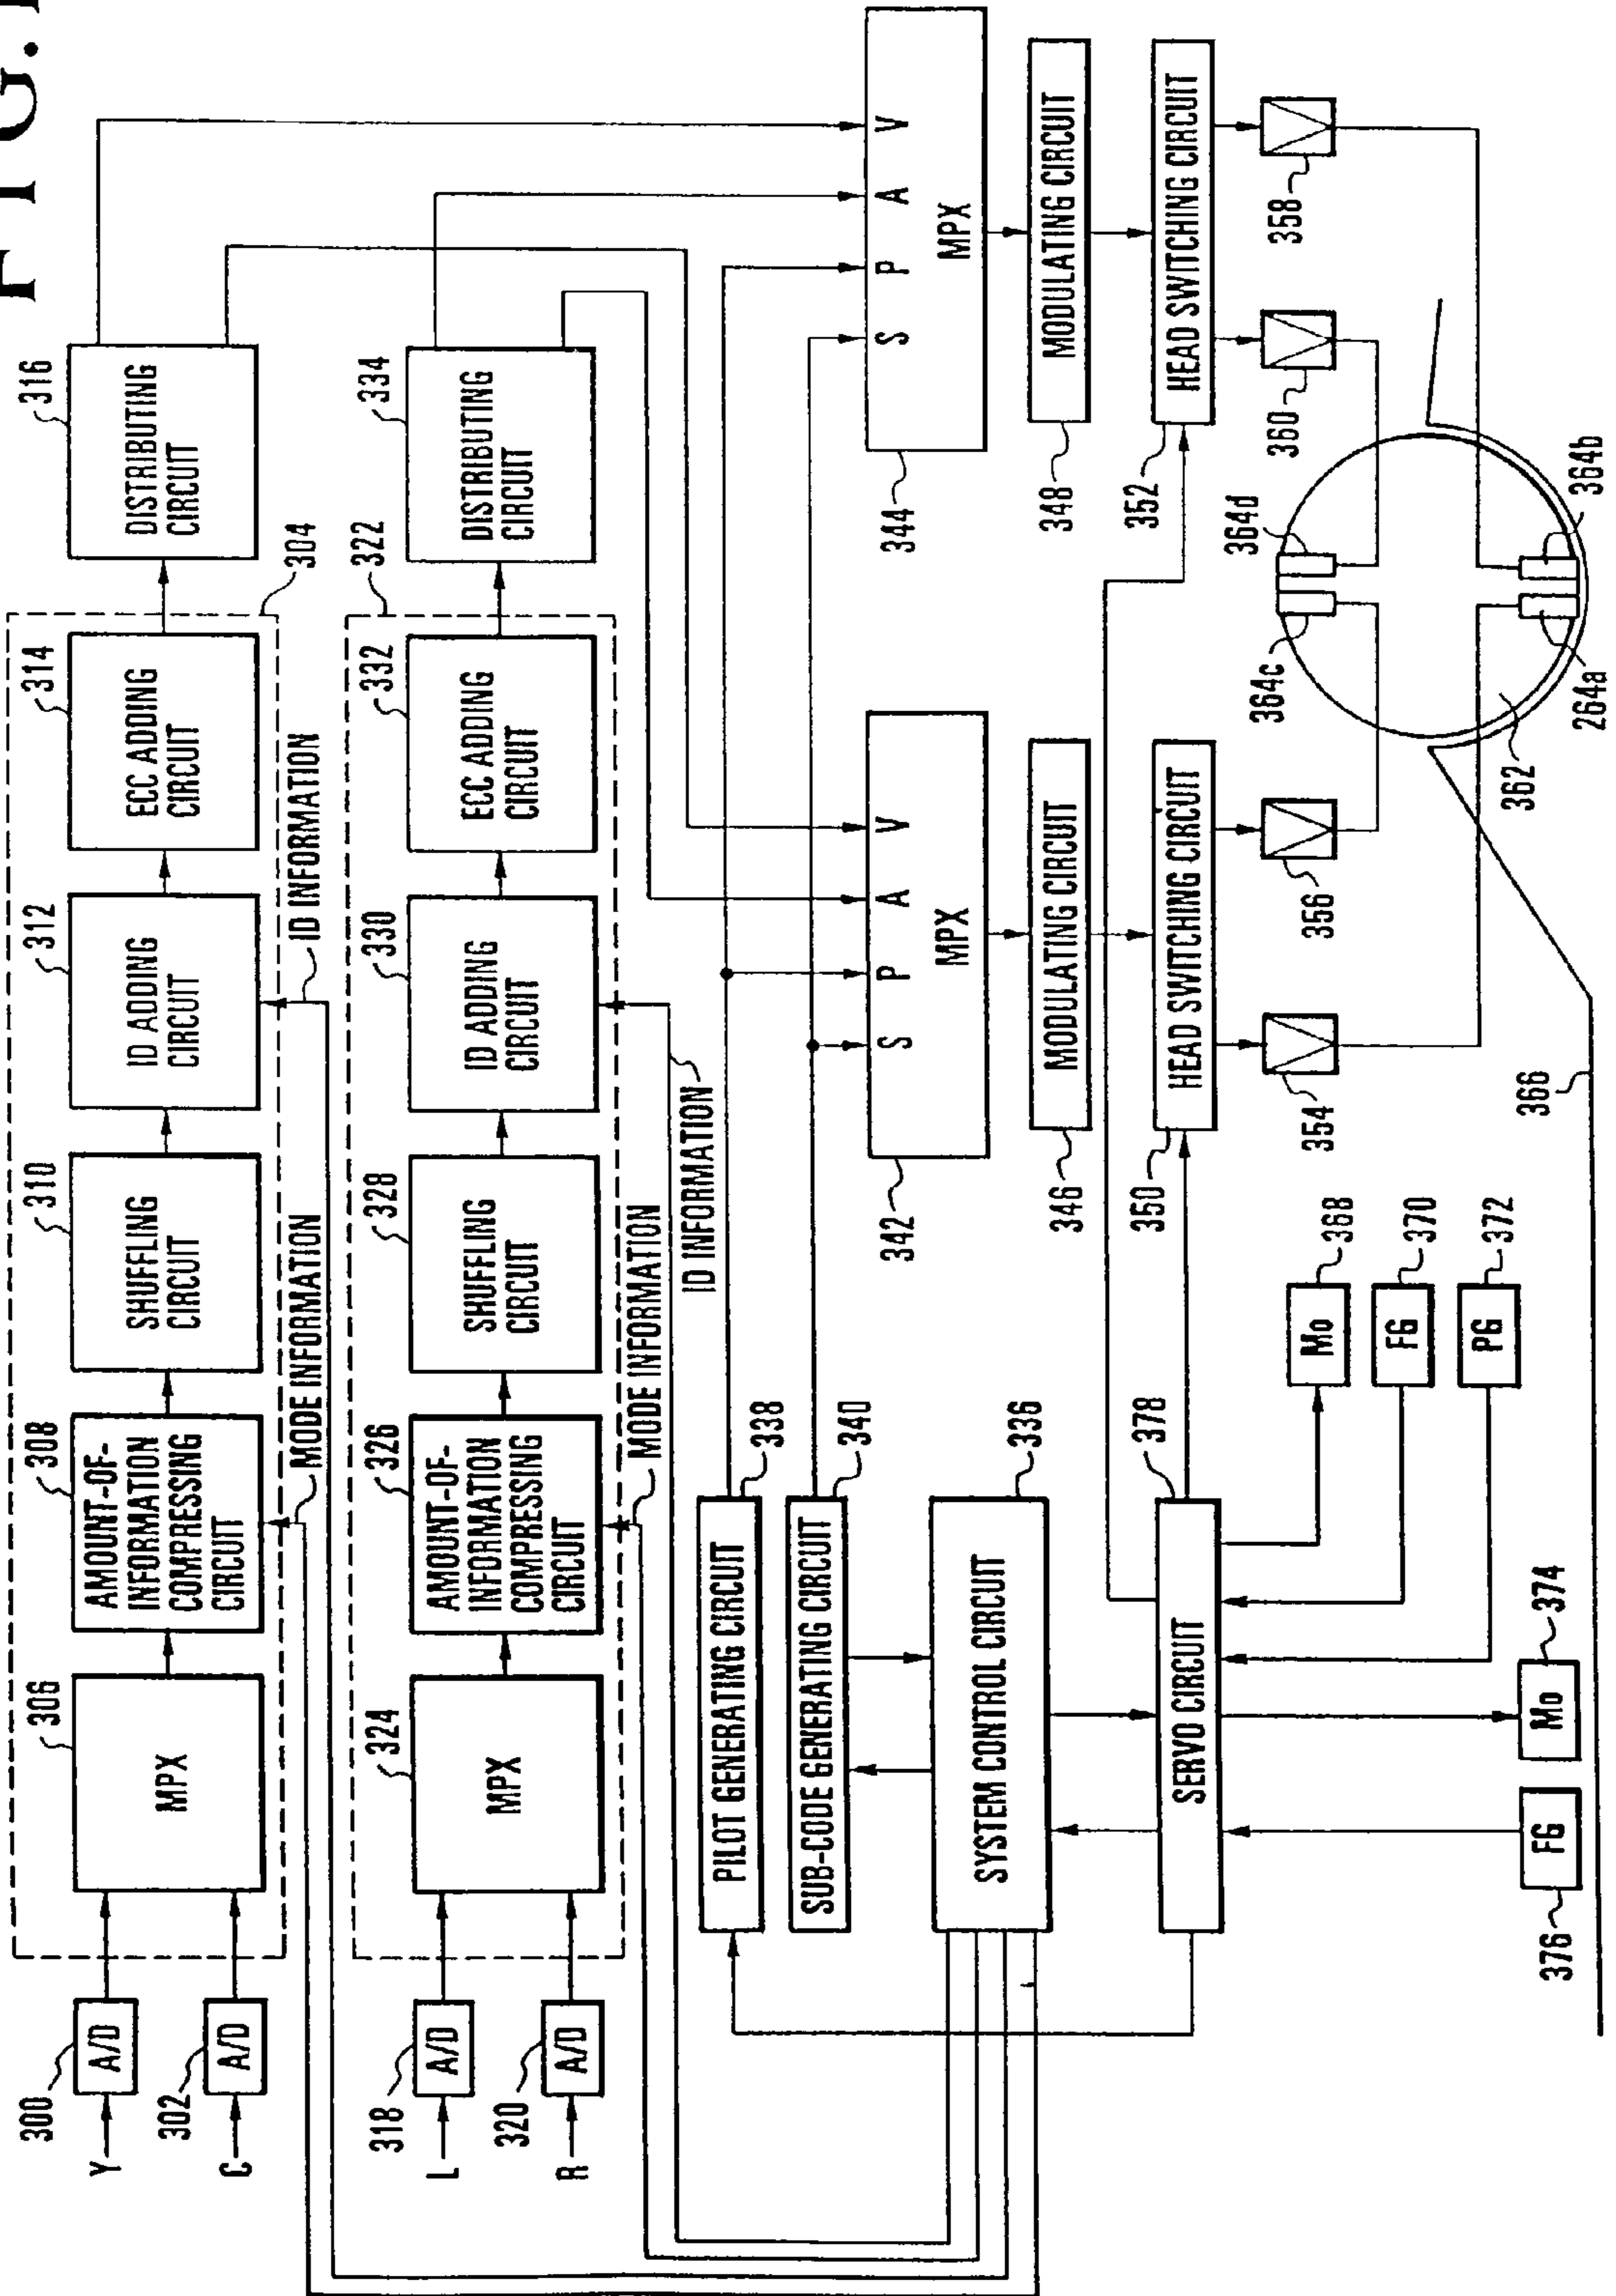 FIG.
300
Y
A/D
302
C
A/D
304
306
MPX
308
AMOUNT-OF-
INFORMATION
COMPRESSING
CIRCUIT
MODE INFORMATION
310
SHUFFLING
CIRCUIT
312
ID ADDING
CIRCUIT
ID INFORMATION
314
ECC ADDING
CIRCUIT
316
DISTRIBUTING
CIRCUIT
318
L
A/D
320
R
A/D
322
324
MPX
326
AMOUNT-OF-
INFORMATION
COMPRESSING
CIRCUIT
MODE INFORMATION
328
SHUFFLING
CIRCUIT
330
ID ADDING
CIRCUIT
ID INFORMATION
332
ECC ADDING
CIRCUIT
334
DISTRIBUTING
CIRCUIT
PILOT GENERATING CIRCUIT
338
SUB-CODE GENERATING CIRCUIT
340
SYSTEM CONTROL CIRCUIT
336
SERVO CIRCUIT
378
342
S P A V
MPX
344
S P A V
MPX
346
MODULATING CIRCUIT
348
MODULATING CIRCUIT
350
HEAD SWITCHING CIRCUIT
352
HEAD SWITCHING CIRCUIT
354
356
360
358
Mo
368
FG
370
PG
372
Mo
374
FG
376
366
362
364c
364d
264a
364b